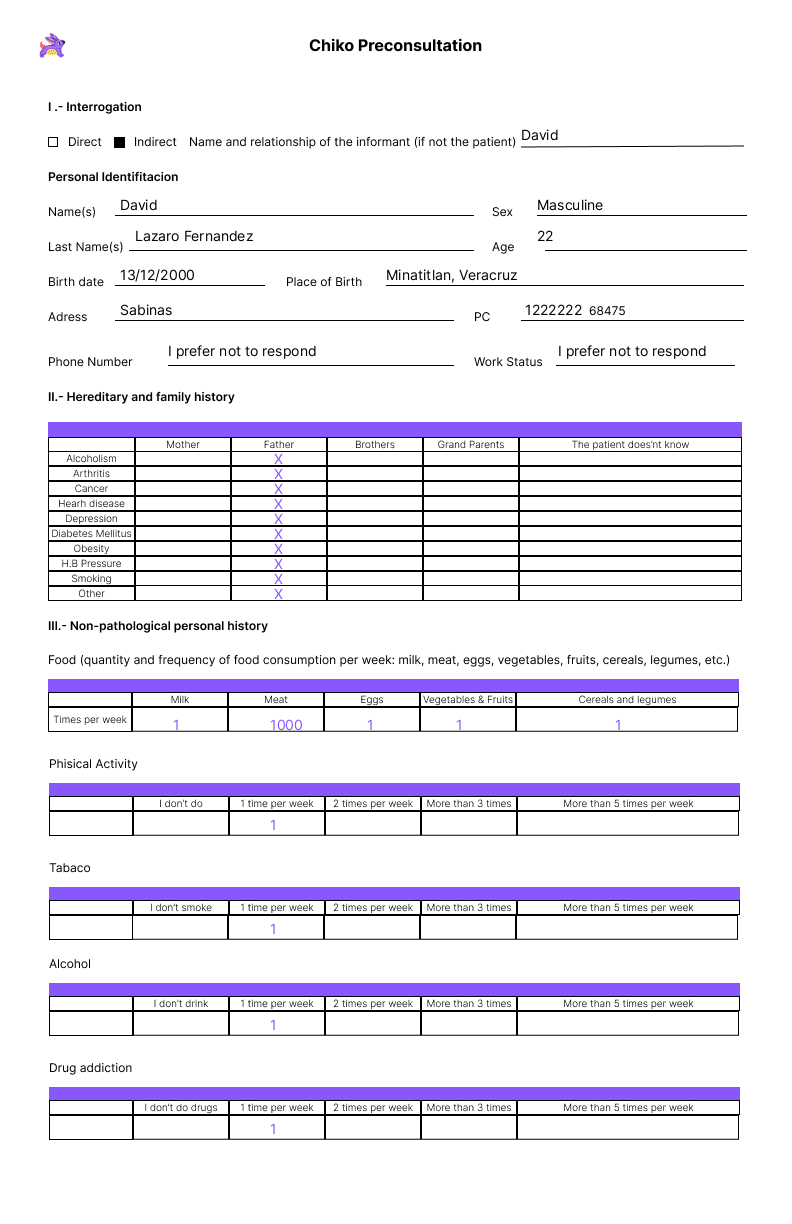 Chiko Preconsultation
I .- Interrogation
Direct Indirect Name and relationship of the informant (if not the patient) David
Personal Identifitacion
Name(s) David Sex Masculine
Last Name(s) Lazaro Fernandez Age 22
Birth date 13/12/2000 Place of Birth Minatitlan, Veracruz
Adress Sabinas PC 1222222 68475
Phone Number I prefer not to respond Work Status I prefer not to respond
II.- Hereditary and family history
Mother Father Brothers Grand Parents The patient does'nt know
Alcoholism X
Arthritis X
Cancer X
Hearh disease X
Depression X
Diabetes Mellitus X
Obesity X
H.B Pressure X
Smoking X
Other X
III.- Non-pathological personal history
Food (quantity and frequency of food consumption per week: milk, meat, eggs, vegetables, fruits, cereals, legumes, etc.)
Milk Meat Eggs Vegetables & Fruits Cereals and legumes
Times per week 1 1000 1 1 1
Phisical Activity
I don't do 1 time per week 2 times per week More than 3 times More than 5 times per week
1
Tabaco
I don't smoke 1 time per week 2 times per week More than 3 times More than 5 times per week
1
Alcohol
I don't drink 1 time per week 2 times per week More than 3 times More than 5 times per week
1
Drug addiction
I don't do drugs 1 time per week 2 times per week More than 3 times More than 5 times per week
1